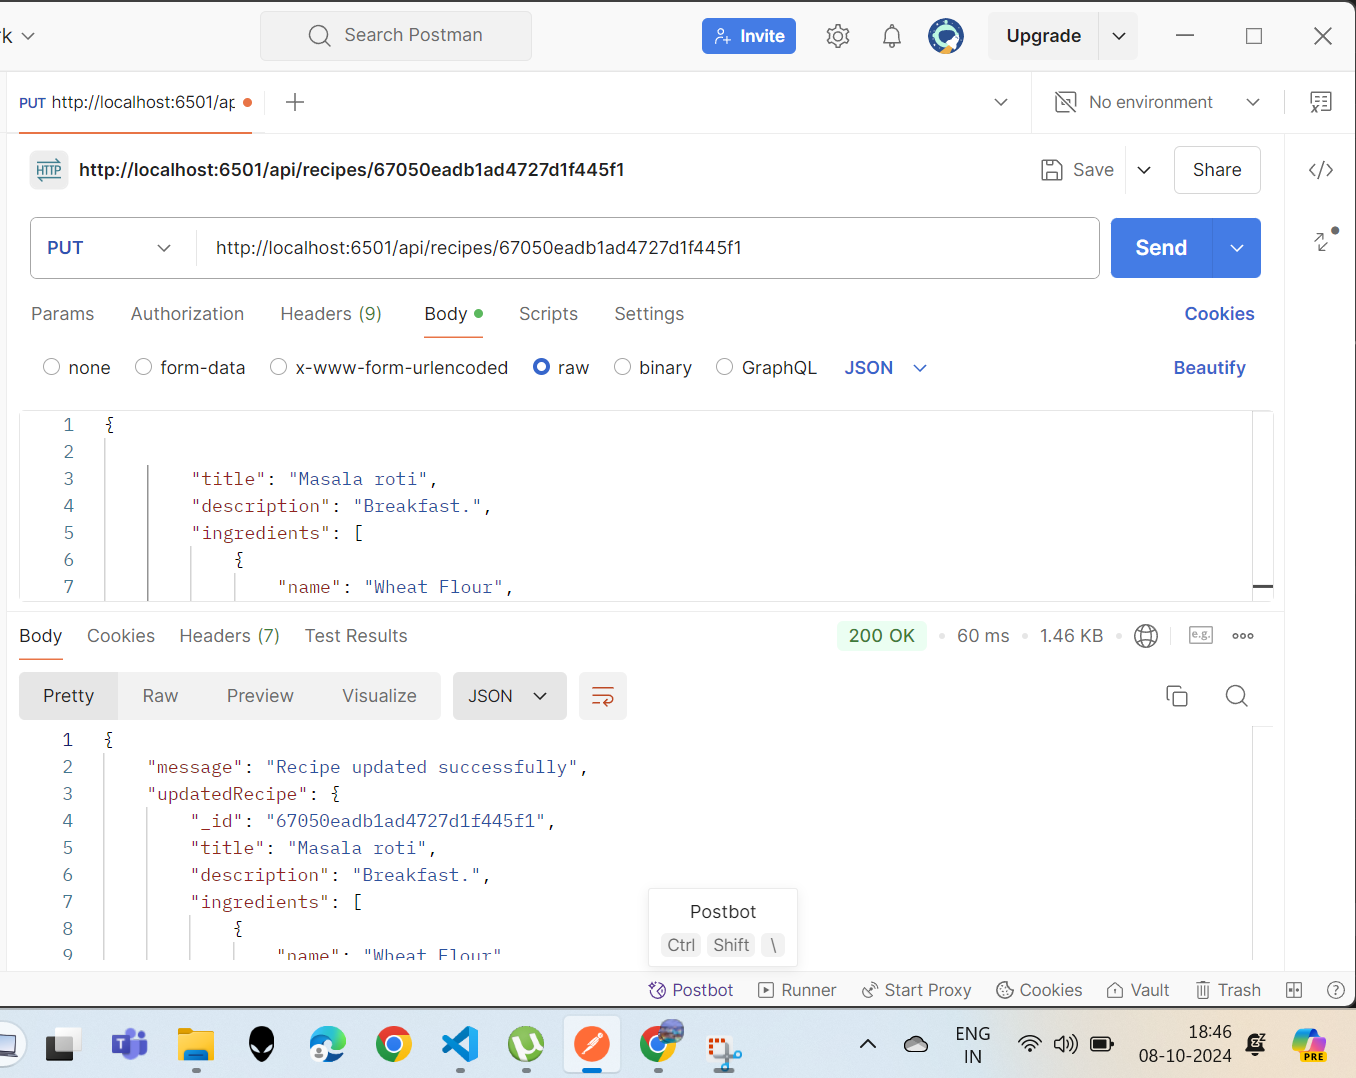 rk
Search Postman
Invite
Upgrade
PUT http://localhost:6501/ap
No environment
HTTP http://localhost:6501/api/recipes/67050eadb1ad4727d1f445f1
Save
Share
PUT
http://localhost:6501/api/recipes/67050eadb1ad4727d1f445f1
Send
Params Authorization Headers (9) Body Scripts Settings Cookies
none form-data x-www-form-urlencoded raw binary GraphQL JSON Beautify
1 {
2
3 "title": "Masala roti",
4 "description": "Breakfast.",
5 "ingredients": [
6 {
7 "name": "Wheat Flour",
Body Cookies Headers (7) Test Results 200 OK 60 ms 1.46 KB e.g.
Pretty Raw Preview Visualize JSON
1 {
2 "message": "Recipe updated successfully",
3 "updatedRecipe": {
4 "_id": "67050eadb1ad4727d1f445f1",
5 "title": "Masala roti",
6 "description": "Breakfast.",
7 "ingredients": [
8 {
9 "name": "Wheat Flour"
Postbot
Ctrl Shift \
Postbot Runner Start Proxy Cookies Vault Trash
ENG
IN
18:46
08-10-2024
PRE